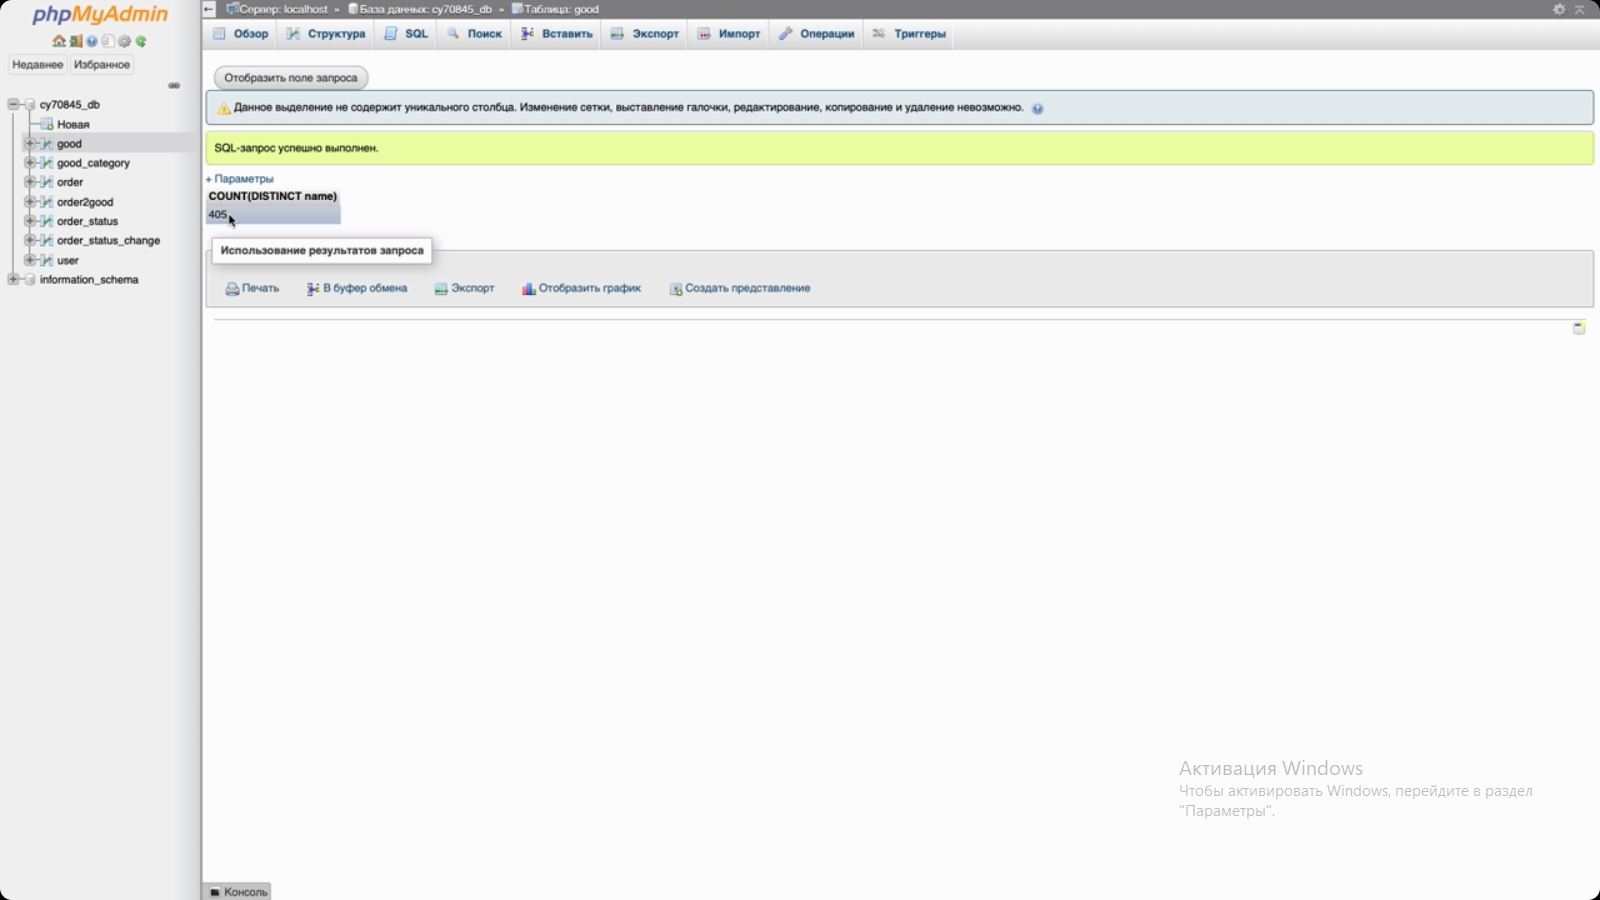 phpMyAdmin
Недавнее Избранное
cy70845_db
Новая
good
good_category
order
order2good
order_status
order_status_change
user
information_schema
Сервер: localhost » База данных: cy70845_db » Таблица: good
Обзор Структура SQL Поиск Вставить Экспорт Импорт Операции Триггеры
Отобразить поле запроса
Данное выделение не содержит уникального столбца. Изменение сетки, выставление галочки, редактирование, копирование и удаление невозможно.
SQL-запрос успешно выполнен.
+ Параметры
COUNT(DISTINCT name)
405
Использование результатов запроса
Печать В буфер обмена Экспорт Отобразить график Создать представление
Активация Windows
Чтобы активировать Windows, перейдите в раздел
"Параметры".
Консоль